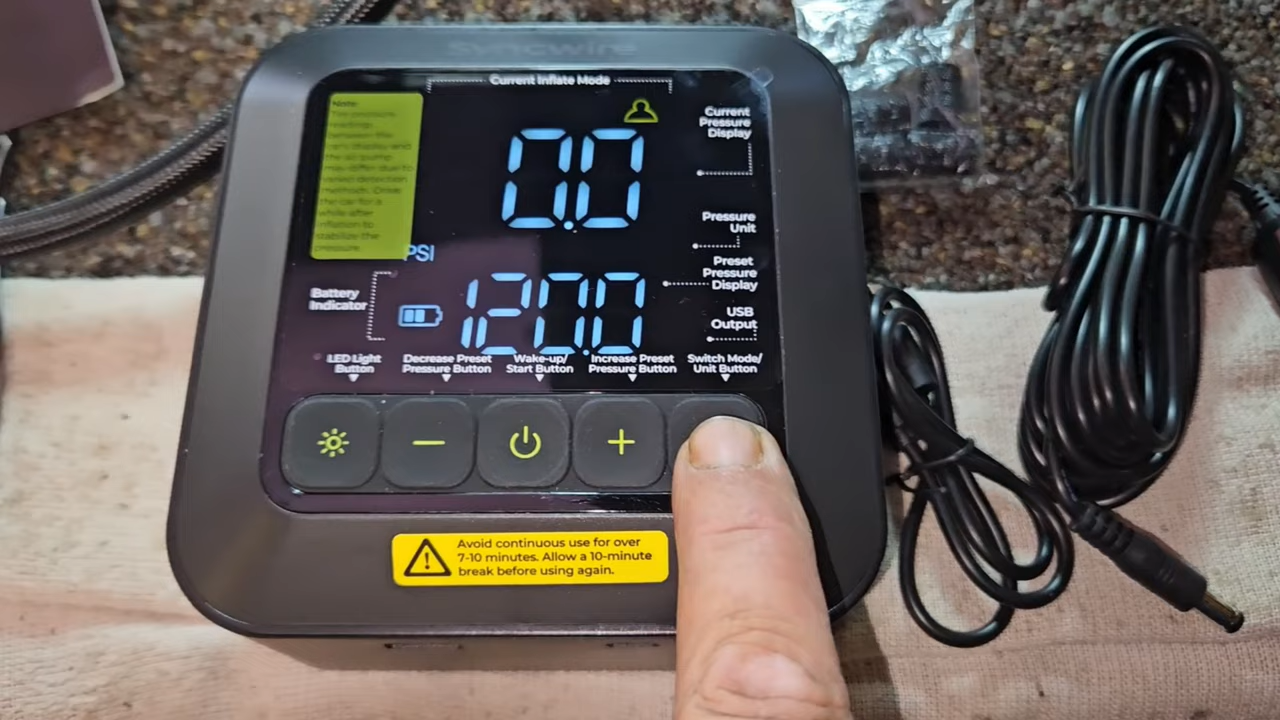 Syncwire
Current Inflate Mode
Note:
The pressure
readings
between the
car's display and
the air pump
may differ due to
varied detection
methods. Drive
the car for a
while after
inflation to
stabilize the
pressure.
Current
Pressure
Display
0.0
Pressure
Unit
PSI
Preset
Pressure
Display
Battery
Indicator
120.0
USB
Output
LED Light
Button
Decrease Preset
Pressure Button
Wake-up/
Start Button
Increase Preset
Pressure Button
Switch Mode/
Unit Button
Avoid continuous use for over
7-10 minutes. Allow a 10-minute
break before using again.